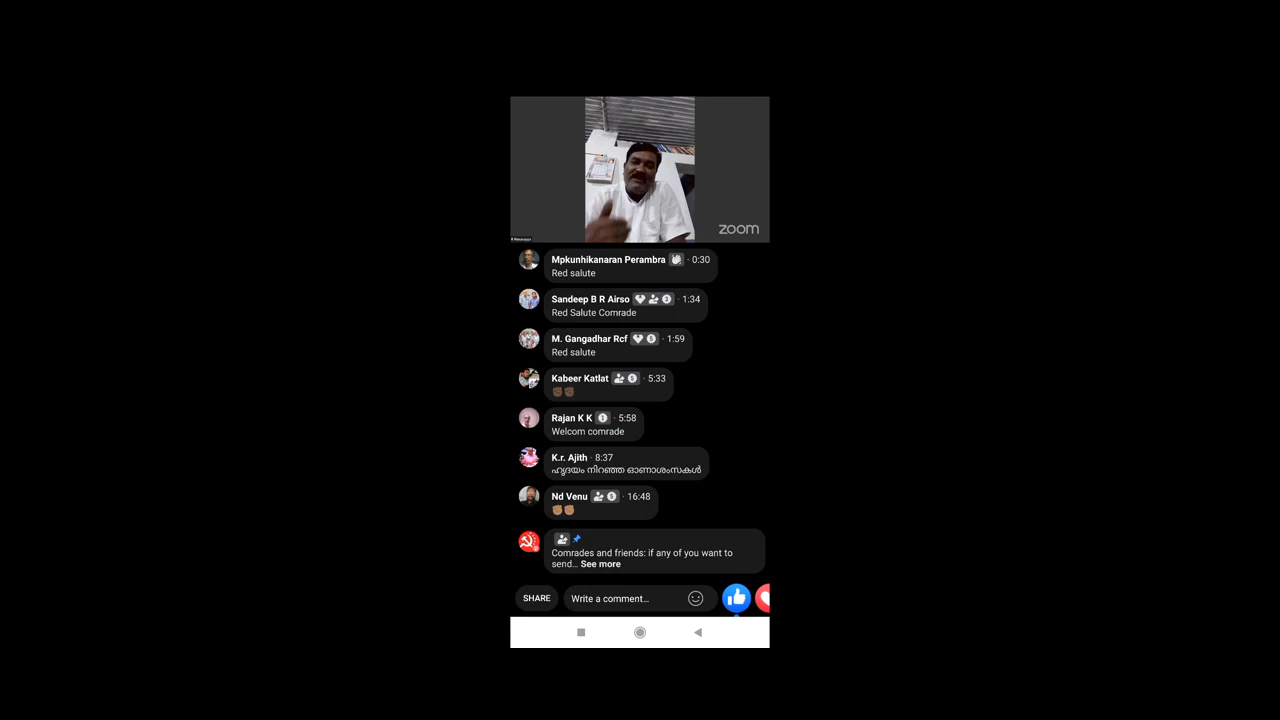 zoom
Mpkunhikanaran Perambra · 0:30
Red salute
Sandeep B R Airso · 1:34
Red Salute Comrade
M. Gangadhar Rcf · 1:59
Red salute
Kabeer Katlat · 5:33
✊🏿✊🏿
Rajan K K · 5:58
Welcom comrade
K.r. Ajith · 8:37
ഹൃദയം നിറഞ്ഞ ഓണാശംസകൾ
Nd Venu · 16:48
✊🏽✊🏽
Comrades and friends: if any of you want to
send... See more
SHARE
Write a comment...